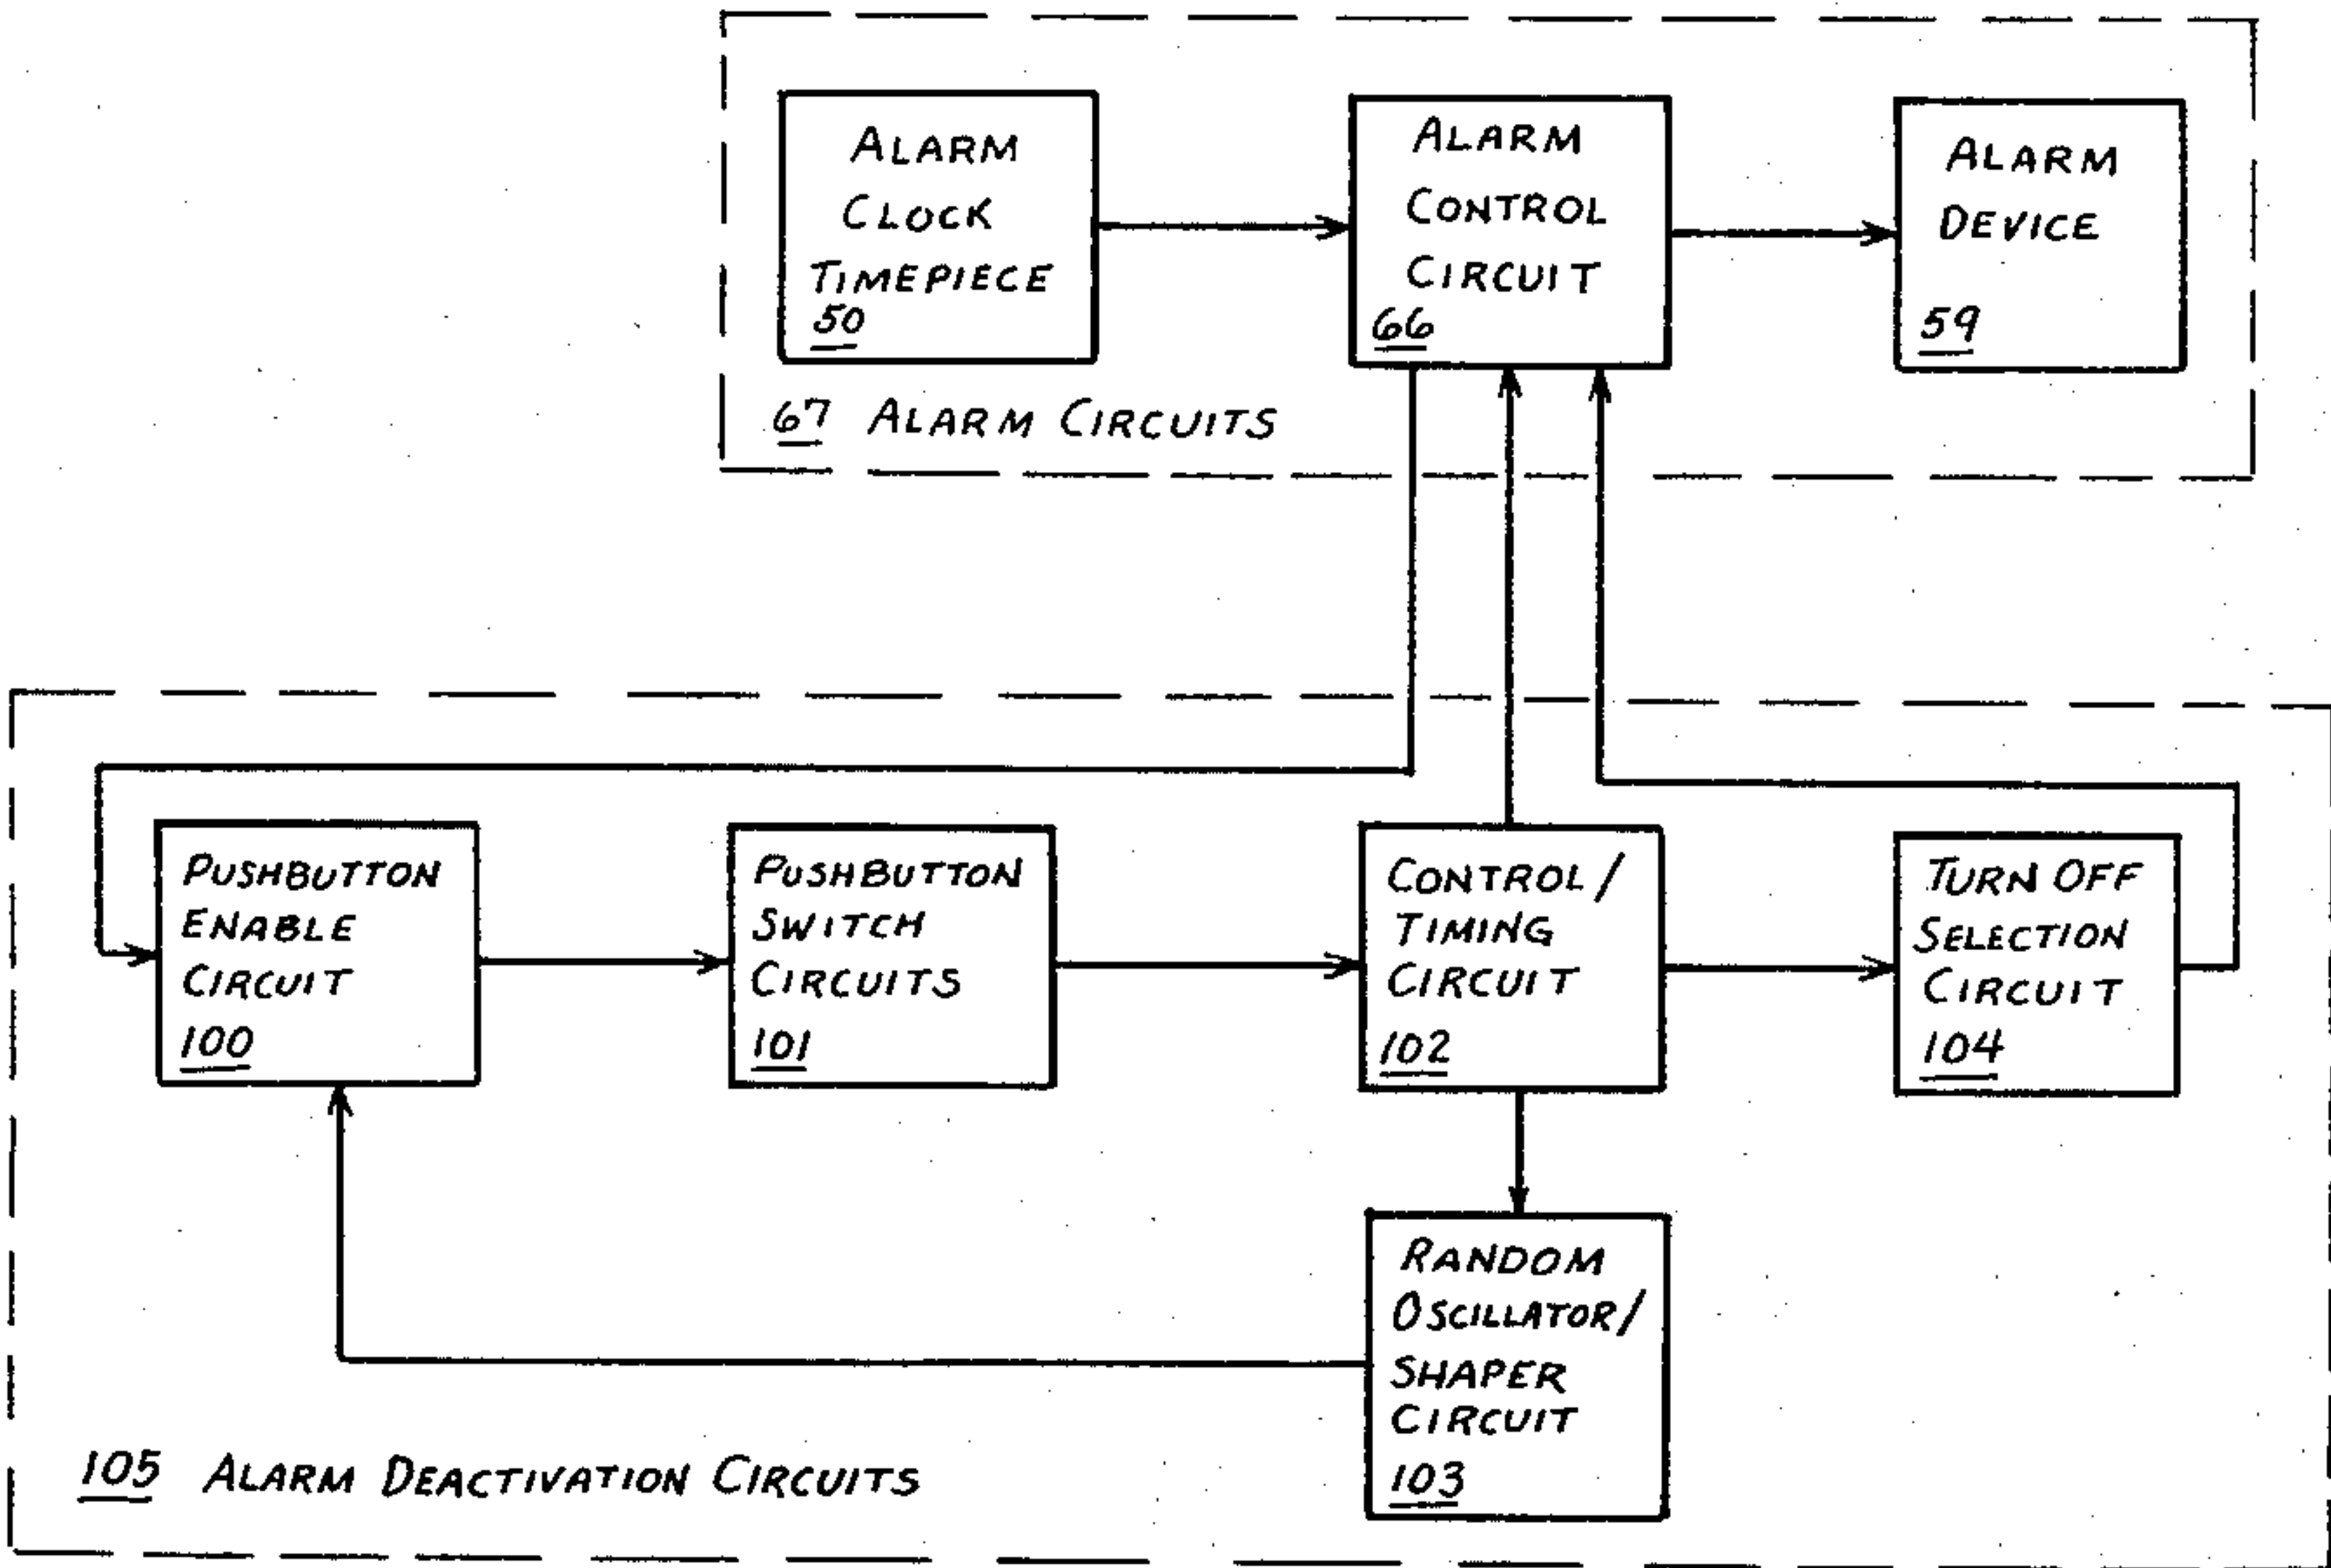 ALARM
CLOCK
TIMEPIECE
50
ALARM
CONTROL
CIRCUIT
66
ALARM
DEVICE
59
67 ALARM CIRCUITS
PUSHBUTTON
ENABLE
CIRCUIT
100
PUSHBUTTON
SWITCH
CIRCUITS
101
CONTROL/
TIMING
CIRCUIT
102
TURN OFF
SELECTION
CIRCUIT
104
RANDOM
OSCILLATOR/
SHAPER
CIRCUIT
103
105 ALARM DEACTIVATION CIRCUITS